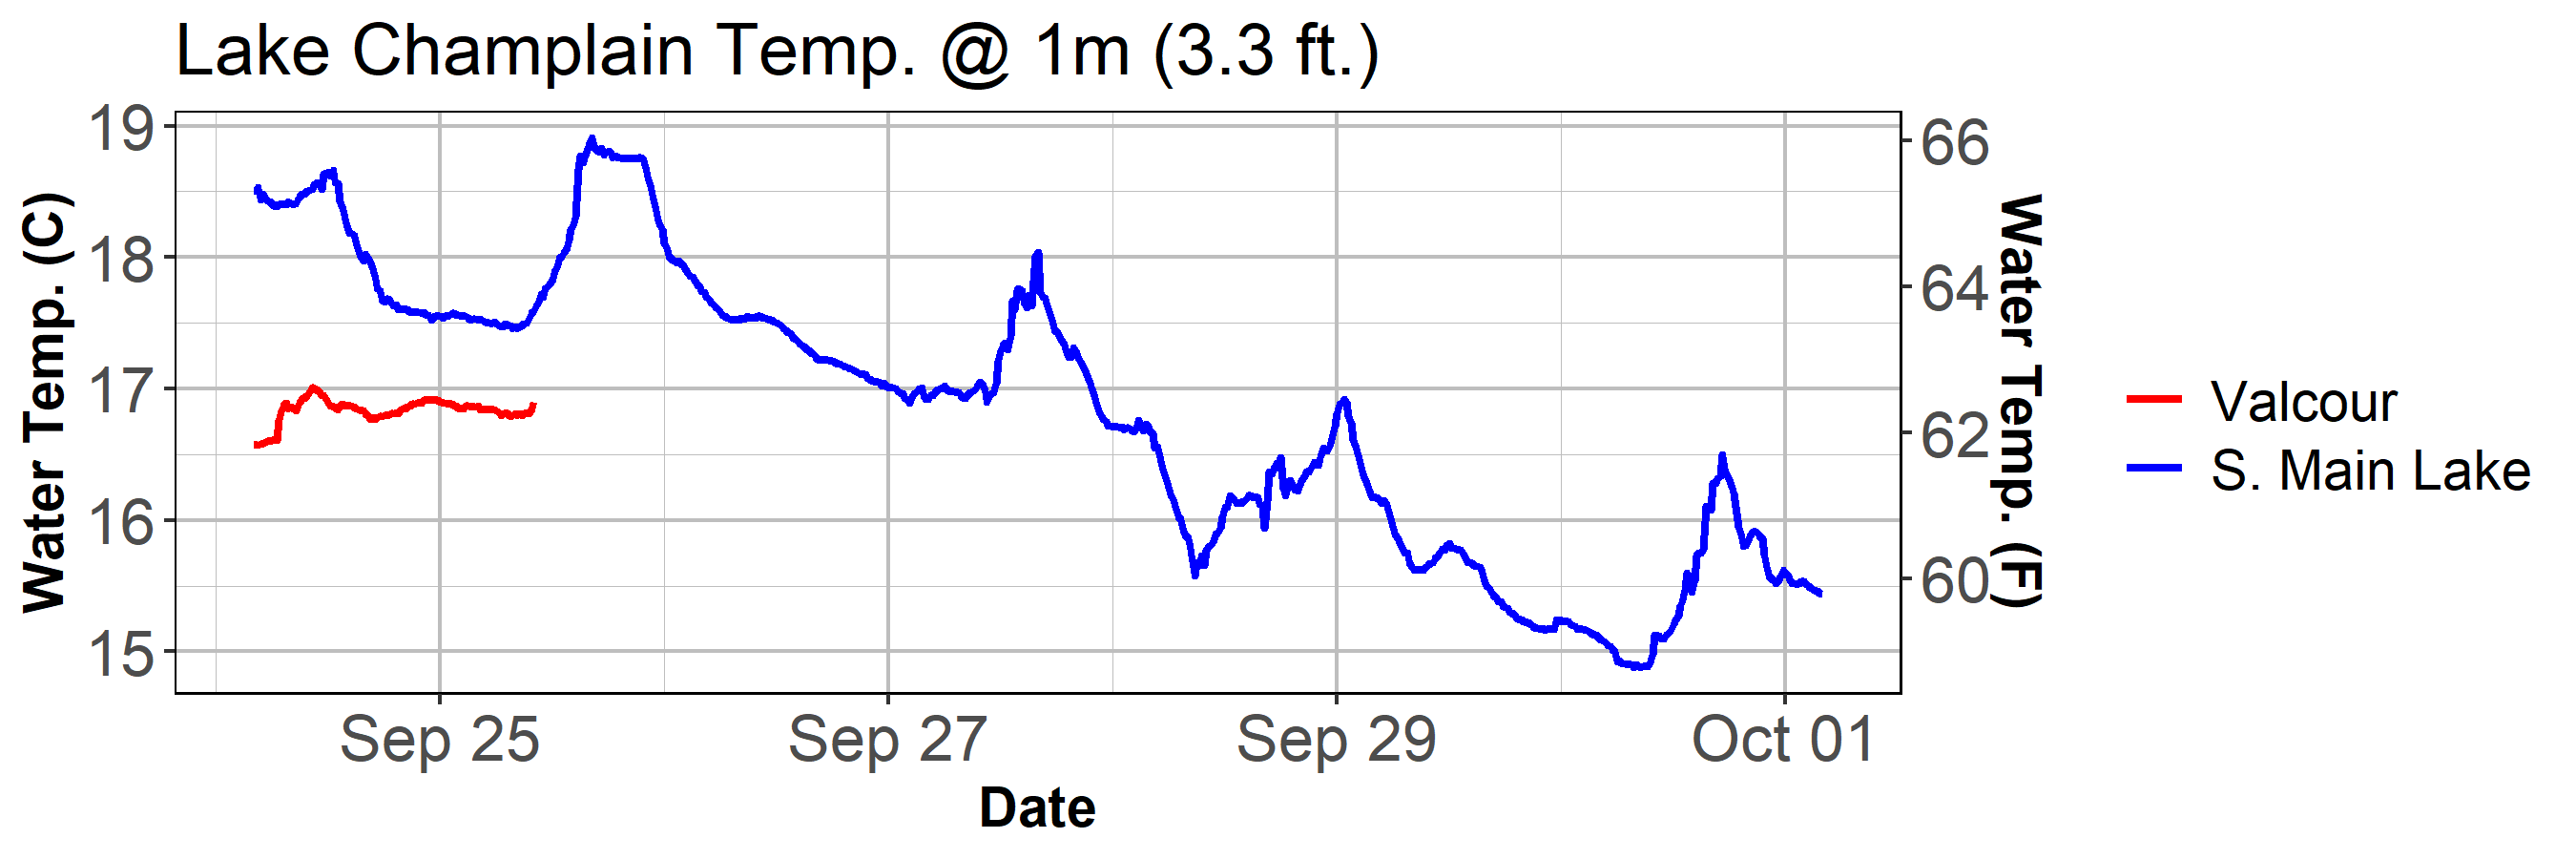 Lake Champlain Temp. @ 1m (3.3 ft.)
Water Temp. (C)
19
18
17
16
15
66
64
62
60
Water Temp. (F)
Sep 25
Sep 27
Sep 29
Oct 01
Date
Valcour
S. Main Lake